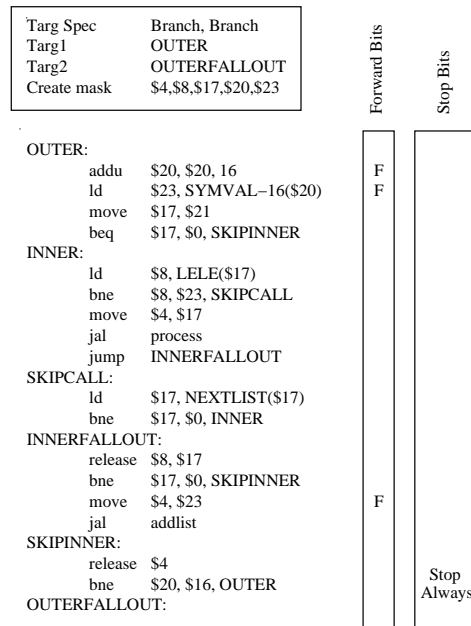 Targ Spec Branch, Branch
Targ1 OUTER
Targ2 OUTERFALLOUT
Create mask $4,$8,$17,$20,$23
Forward Bits
Stop Bits
OUTER:
addu $20, $20, 16 F
ld $23, SYMVAL−16($20) F
move $17, $21
beq $17, $0, SKIPINNER
INNER:
ld $8, LELE($17)
bne $8, $23, SKIPCALL
move $4, $17
jal process
jump INNERFALLOUT
SKIPCALL:
ld $17, NEXTLIST($17)
bne $17, $0, INNER
INNERFALLOUT:
release $8, $17
bne $17, $0, SKIPINNER
move $4, $23 F
jal addlist
SKIPINNER:
release $4
bne $20, $16, OUTER Stop
Always
OUTERFALLOUT: